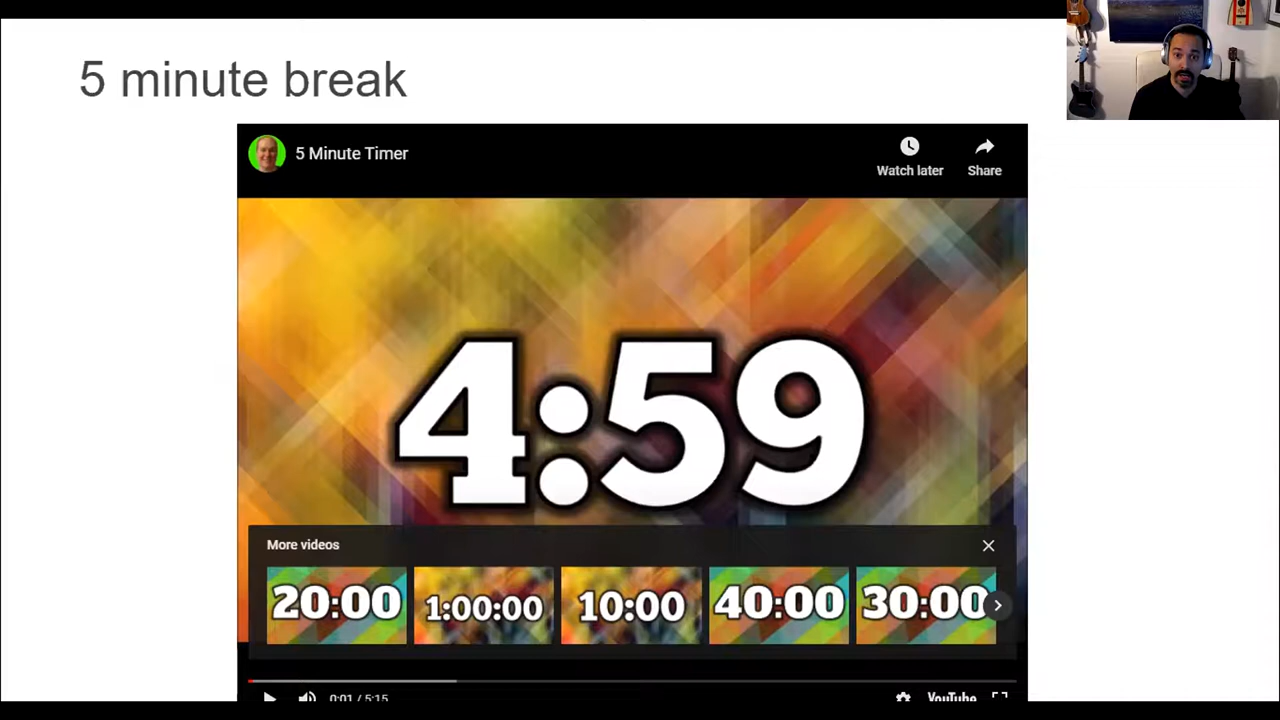 5 minute break
5 Minute Timer
Watch later
Share
4:59
More videos
20:00
1:00:00
10:00
40:00
30:00
0:01 / 5:15
YouTube